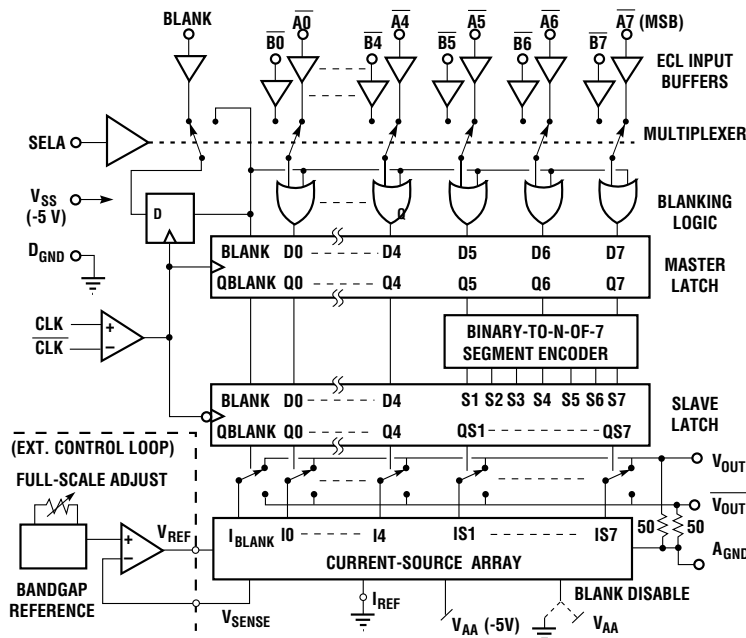 BLANK A0 A4 A5 A6 A7 (MSB)
B0 B4 B5 B6 B7
ECL INPUT
BUFFERS
SELA
MULTIPLEXER
VSS
(-5 V)
D
Q
BLANKING
LOGIC
DGND
BLANK D0 D4 D5 D6 D7
QBLANK Q0 Q4 Q5 Q6 Q7
MASTER
LATCH
CLK
CLK
+
−
BINARY-TO-N-OF-7
SEGMENT ENCODER
BLANK D0 D4 S1 S2 S3 S4 S5 S6 S7
QBLANK Q0 Q4 QS1 QS7
SLAVE
LATCH
(EXT. CONTROL LOOP)
FULL-SCALE ADJUST
VOUT
VOUT
50 50
VREF
+
−
IBLANK I0 I4 IS1 IS7
CURRENT-SOURCE ARRAY
AGND
BANDGAP
REFERENCE
VSENSE
IREF
VAA (-5V)
BLANK DISABLE
VAA